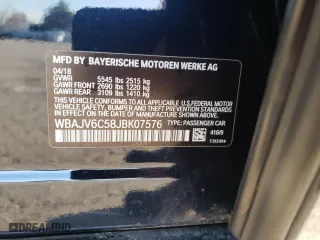 MFD BY BAYERISCHE MOTOREN WERKE AG
04/18
GVWR 5545 lbs 2515 kg
GAWR FRONT 2690 lbs 1220 kg
GAWR REAR 3109 lbs 1410 kg
THIS VEHICLE CONFORMS TO ALL APPLICABLE U.S. FEDERAL MOTOR VEHICLE SAFETY, BUMPER, AND THEFT PREVENTION STANDARDS IN EFFECT ON THE DATE OF MANUFACTURE SHOWN ABOVE.
WBAJV6C58JBK07576 TYPE: PASSENGER CAR
416/9